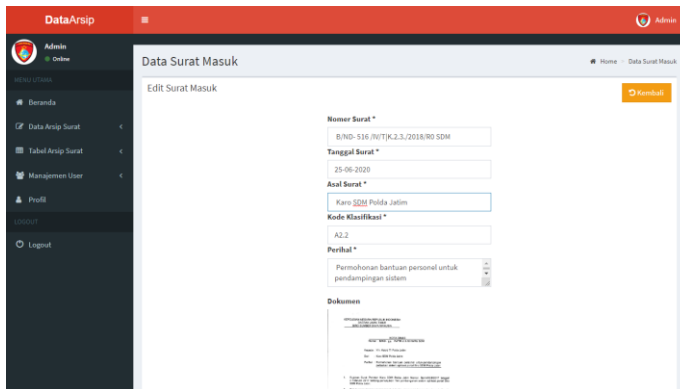 DataArsip
Admin
Admin
Online
Data Surat Masuk
Home > Data Surat Masuk
MENU UTAMA
Edit Surat Masuk
Kembali
Beranda
Nomer Surat *
Data Arsip Surat
B/ND- 516 /IV/T|K.2.3./2018/R0 SDM
Tabel Arsip Surat
Tanggal Surat *
25-06-2020
Manajemen User
Asal Surat *
Profil
Karo SDM Polda Jatim
LOGOUT
Kode Klasifikasi *
A2.2
Logout
Perihal *
Permohonan bantuan personel untuk
pendampingan sistem
Dokumen